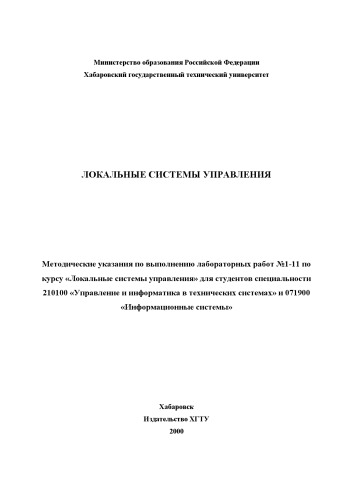 Министерство образования Российской Федерации
Хабаровский государственный технический университет
ЛОКАЛЬНЫЕ СИСТЕМЫ УПРАВЛЕНИЯ
Методические указания по выполнению лабораторных работ №1-11 по
курсу «Локальные системы управления» для студентов специальности
210100 «Управление и информатика в технических системах» и 071900
«Информационные системы»
Хабаровск
Издательство ХГТУ
2000